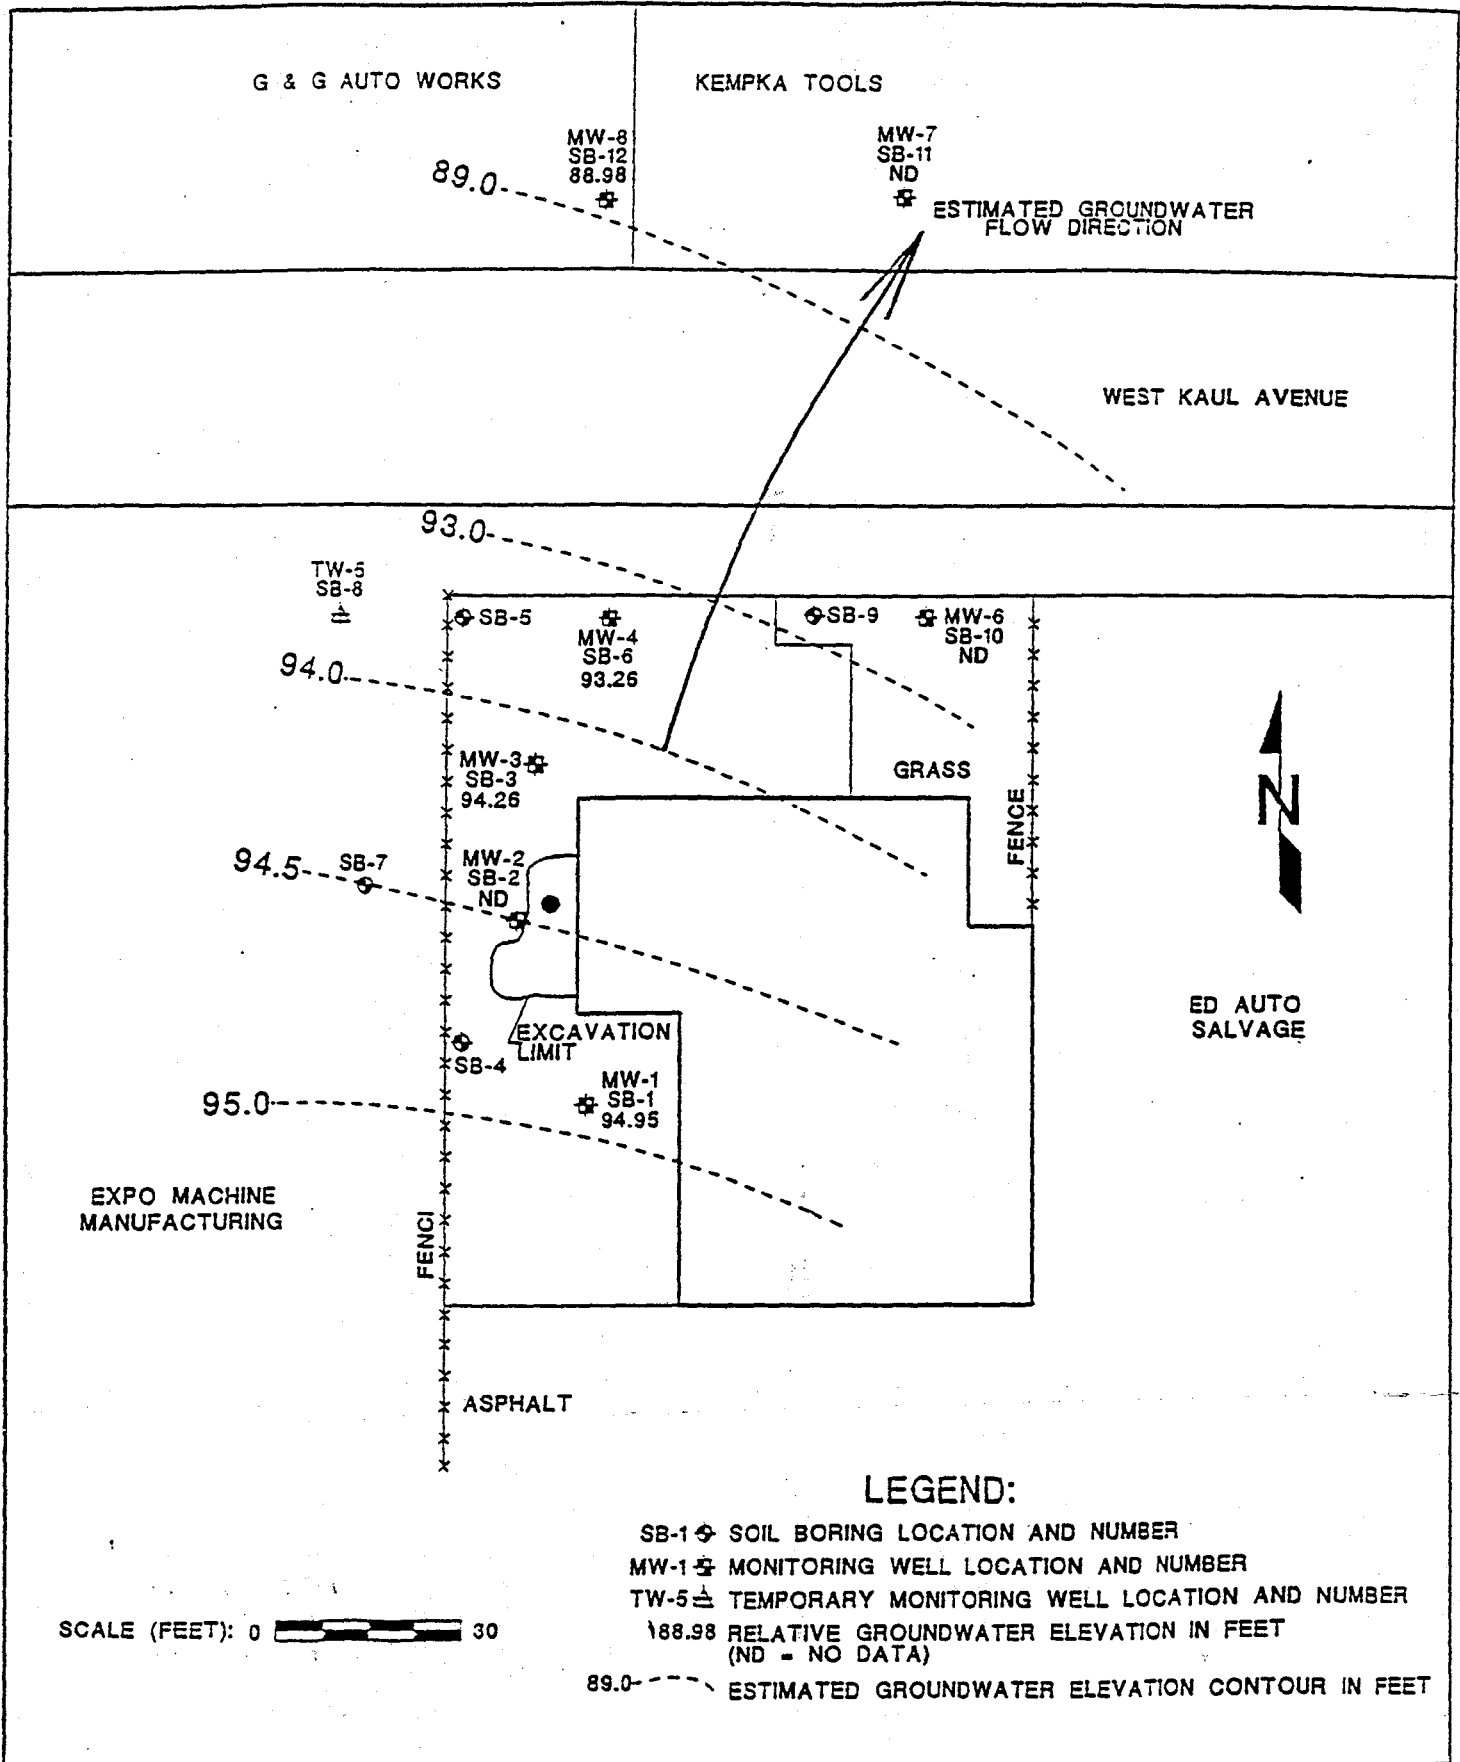 G & G AUTO WORKS
KEMPKA TOOLS
MW-8
SB-12
88.98
MW-7
SB-11
ND
89.0
ESTIMATED GROUNDWATER
FLOW DIRECTION
WEST KAUL AVENUE
93.0
TW-5
SB-8
SB-5
MW-4
SB-6
93.26
SB-9
MW-6
SB-10
ND
94.0
MW-3
SB-3
94.26
GRASS
FENCE
N
94.5
SB-7
MW-2
SB-2
ND
ED AUTO
SALVAGE
EXCAVATION
LIMIT
SB-4
MW-1
SB-1
94.95
95.0
EXPO MACHINE
MANUFACTURING
FENCI
ASPHALT
LEGEND:
SB-1 SOIL BORING LOCATION AND NUMBER
MW-1 MONITORING WELL LOCATION AND NUMBER
TW-5 TEMPORARY MONITORING WELL LOCATION AND NUMBER
88.98 RELATIVE GROUNDWATER ELEVATION IN FEET
(ND = NO DATA)
89.0 ESTIMATED GROUNDWATER ELEVATION CONTOUR IN FEET
SCALE (FEET): 0 30